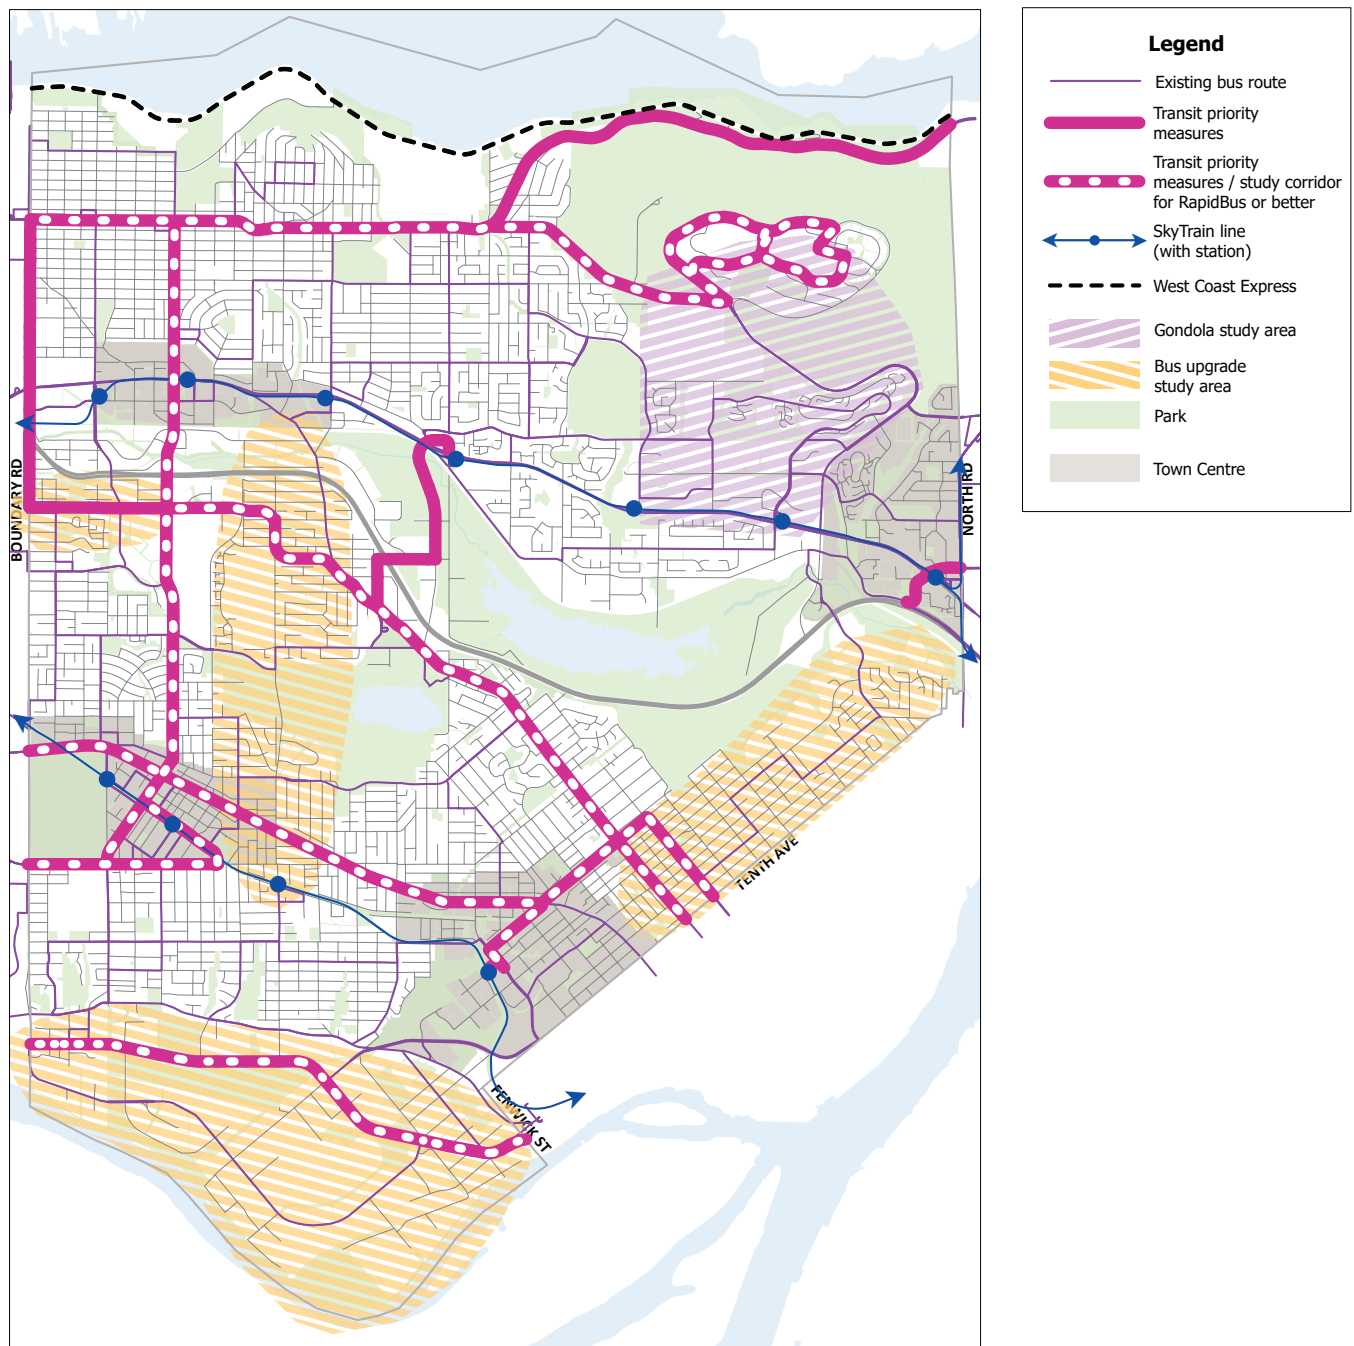 Legend
Existing bus route
Transit priority
measures
Transit priority
measures / study corridor
for RapidBus or better
SkyTrain line
(with station)
West Coast Express
Gondola study area
Bus upgrade
study area
Park
Town Centre
BOUNDARY RD
NORTH RD
TENTH AVE
FENWICK ST